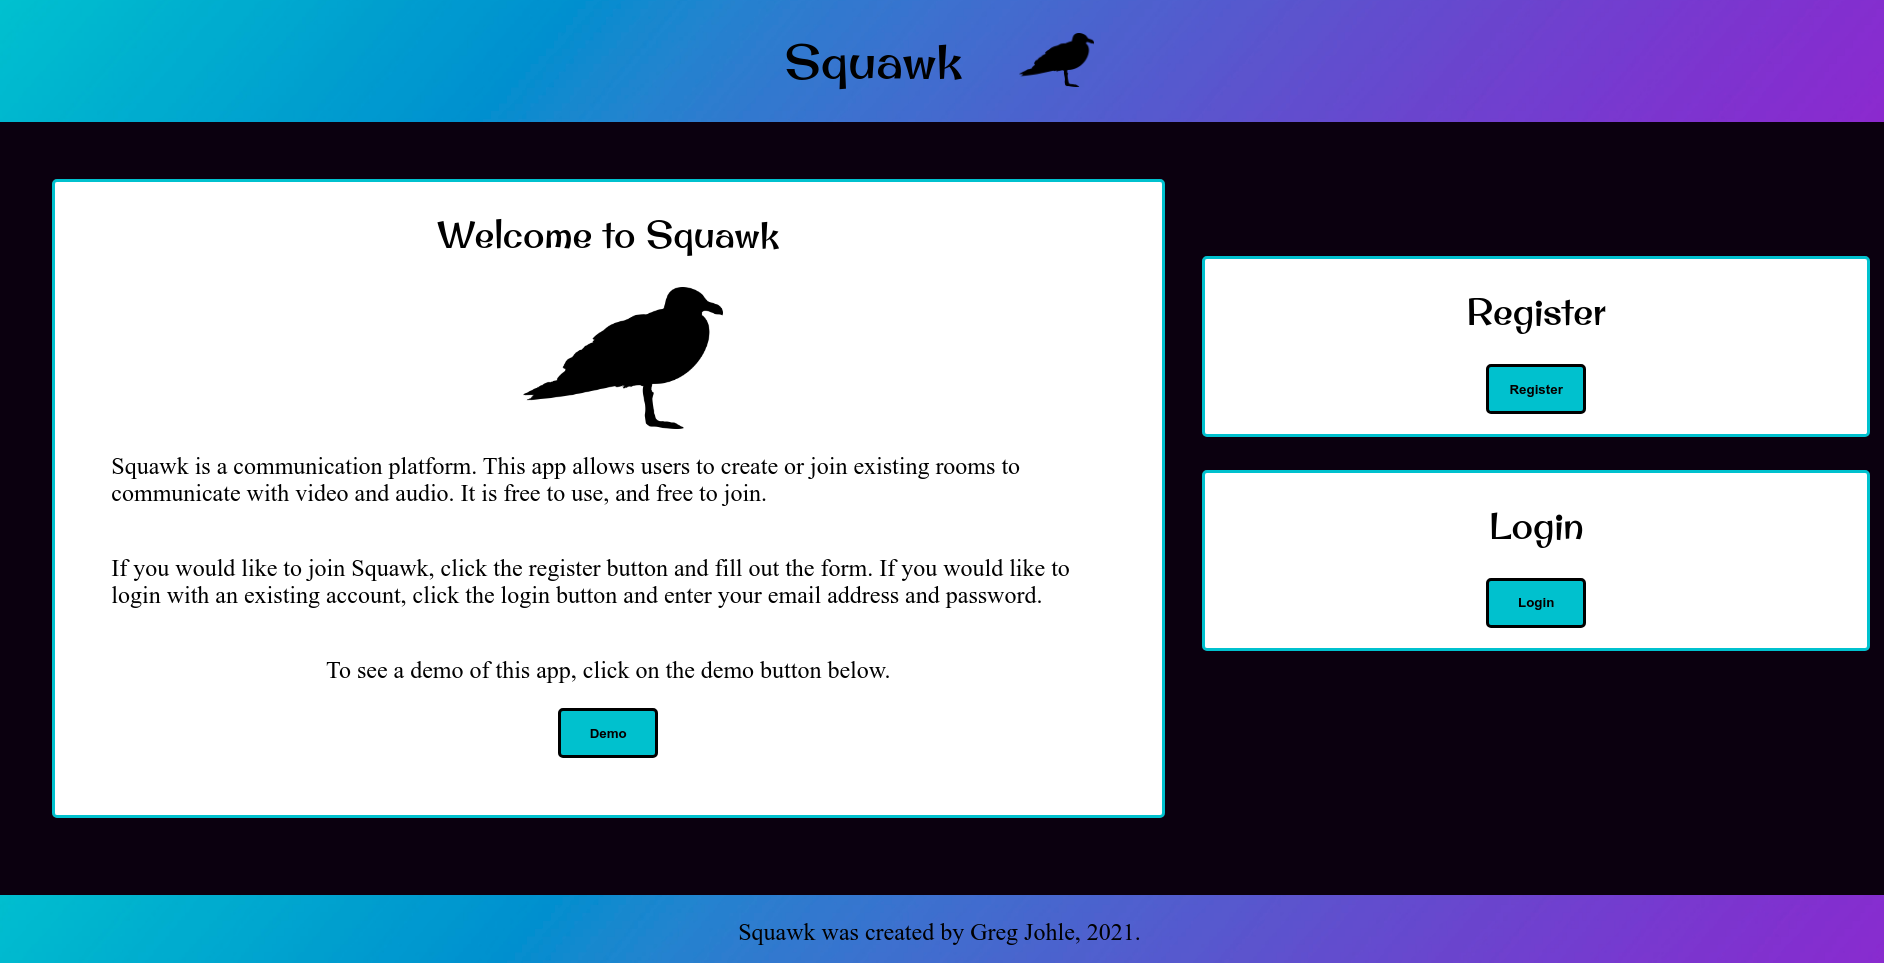 Squawk
Welcome to Squawk
Squawk is a communication platform. This app allows users to create or join existing rooms to
communicate with video and audio. It is free to use, and free to join.
If you would like to join Squawk, click the register button and fill out the form. If you would like to
login with an existing account, click the login button and enter your email address and password.
To see a demo of this app, click on the demo button below.
Demo
Register
Register
Login
Login
Squawk was created by Greg Johle, 2021.